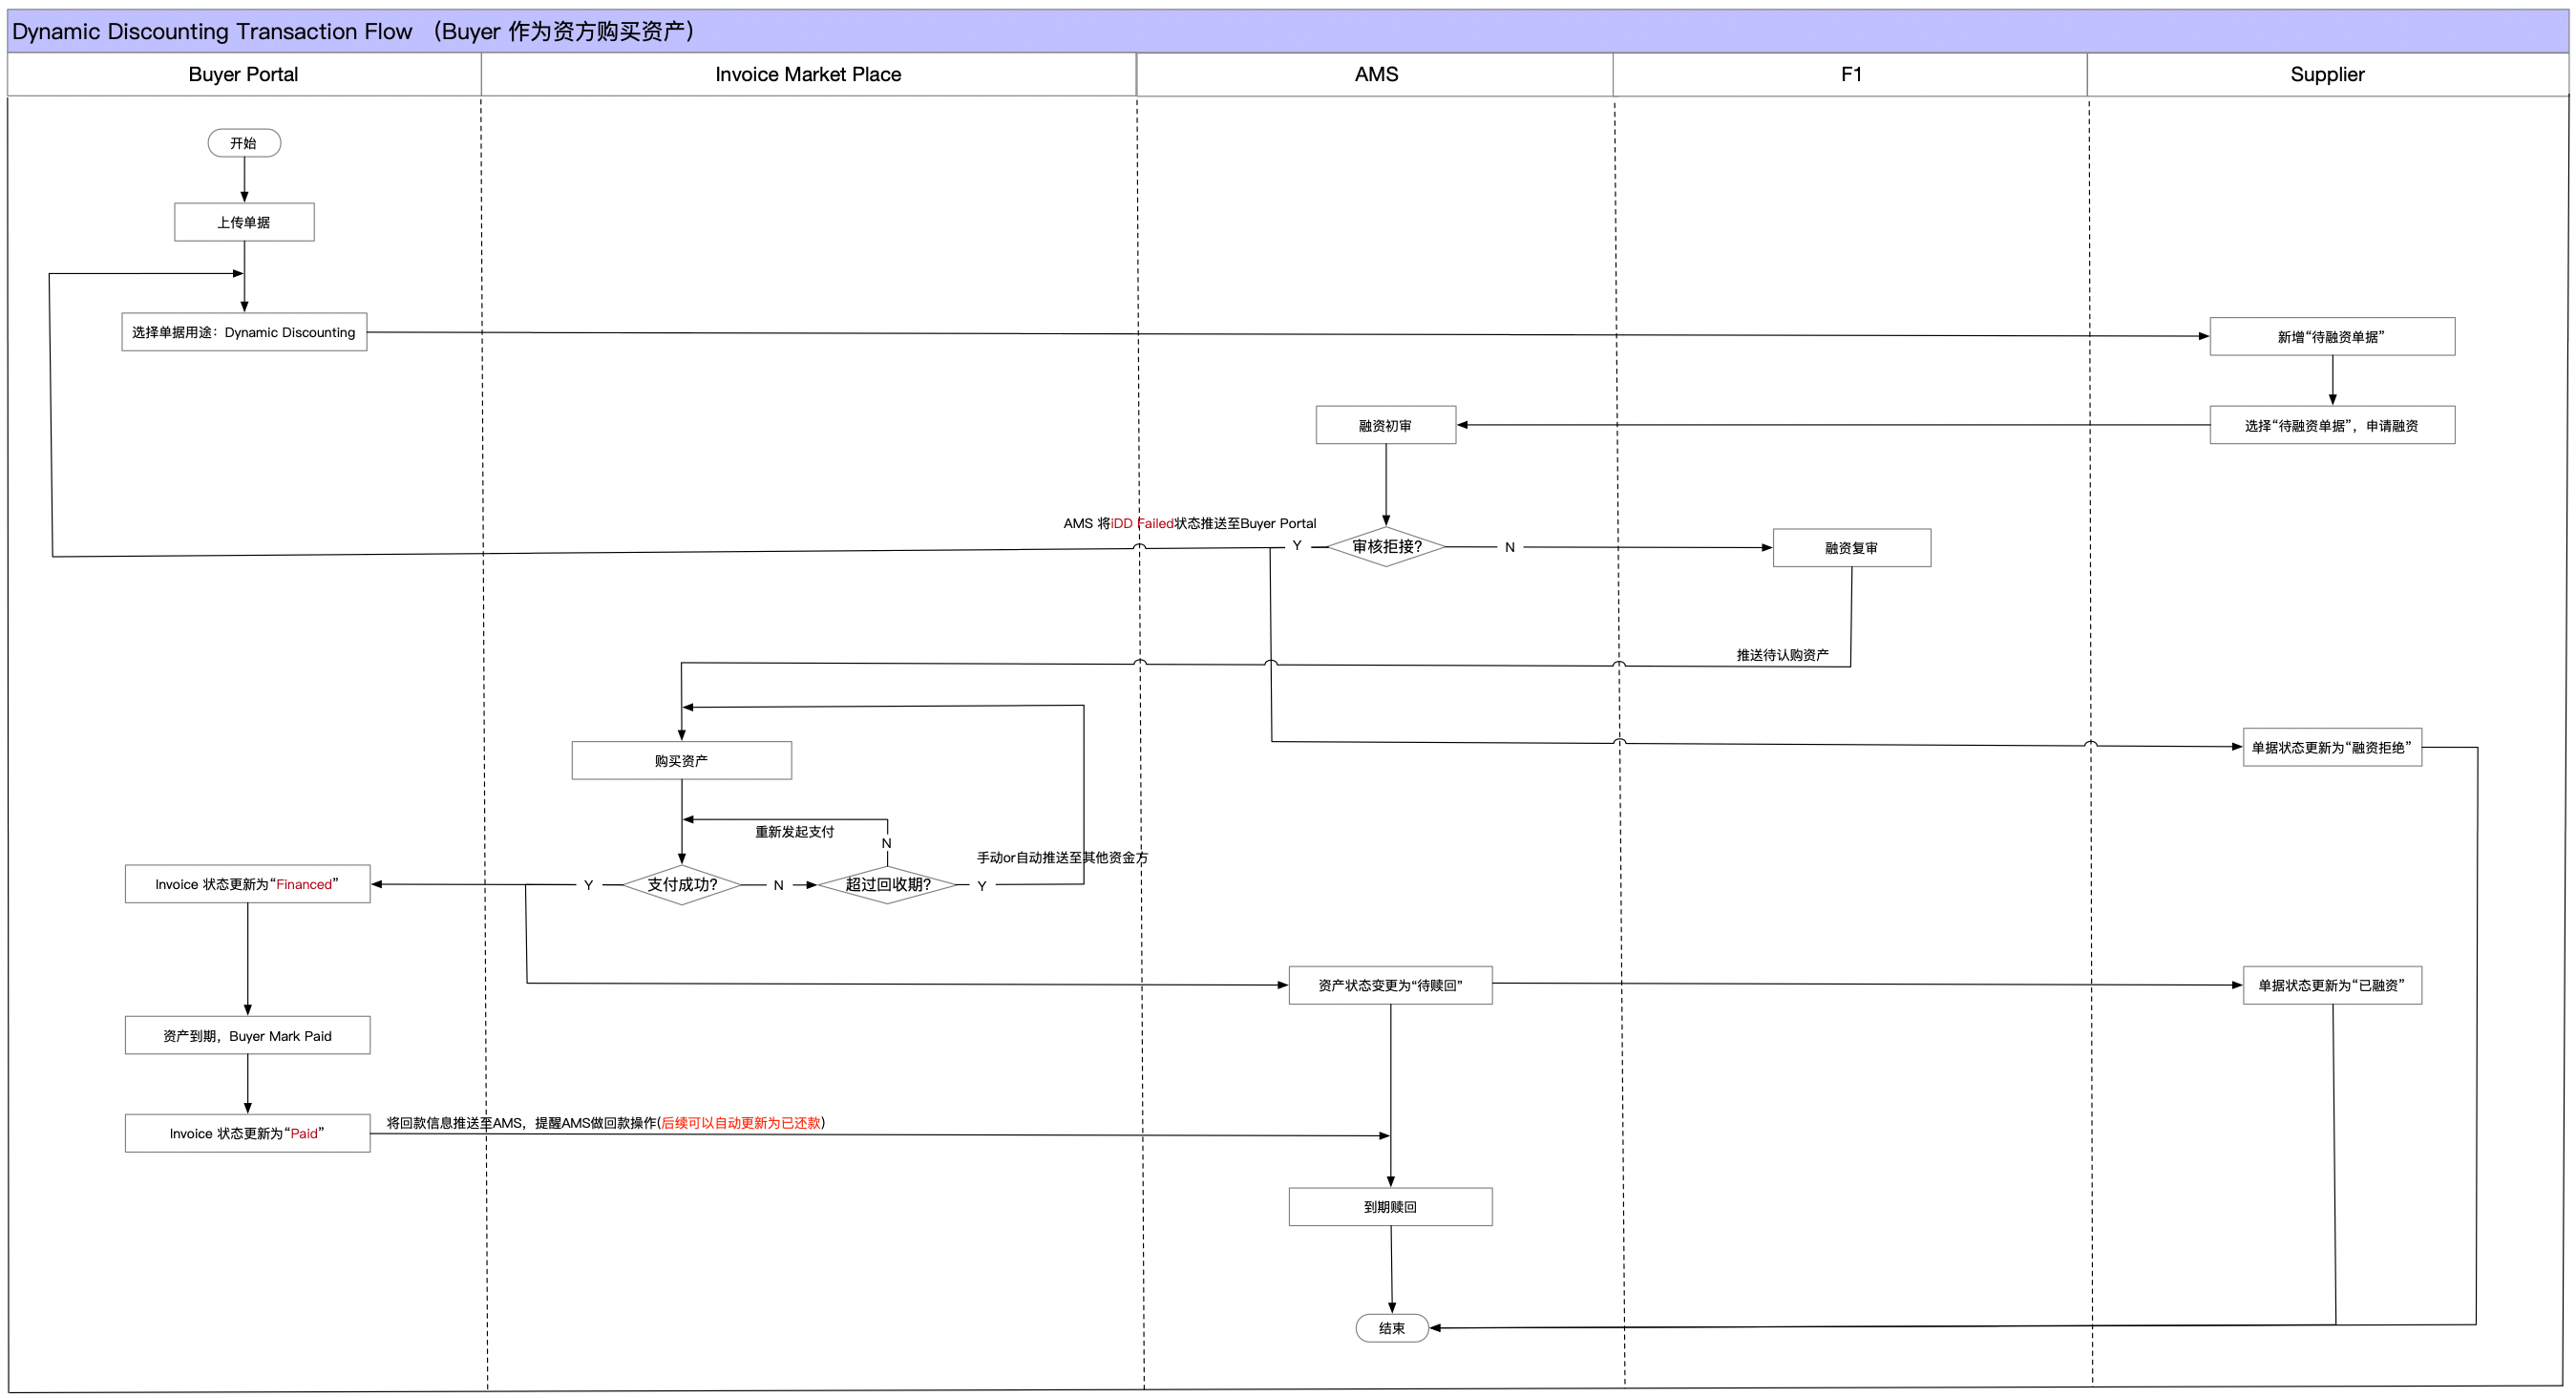 Dynamic Discounting Transaction Flow （Buyer 作为资方购买资产）
Buyer Portal
Invoice Market Place
AMS
F1
Supplier
开始
上传单据
选择单据用途：Dynamic Discounting
新增“待融资单据”
融资初审
选择“待融资单据”，申请融资
AMS 将iDD Failed状态推送至Buyer Portal
Y
审核拒接?
N
融资复审
推送待认购资产
购买资产
单据状态更新为“融资拒绝”
重新发起支付
N
手动or自动推送至其他资金方
Invoice 状态更新为“Financed”
Y
支付成功?
N
超过回收期?
Y
资产状态变更为“待赎回”
单据状态更新为“已融资”
资产到期，Buyer Mark Paid
将回款信息推送至AMS，提醒AMS做回款操作(后续可以自动更新为已还款)
Invoice 状态更新为“Paid”
到期赎回
结束